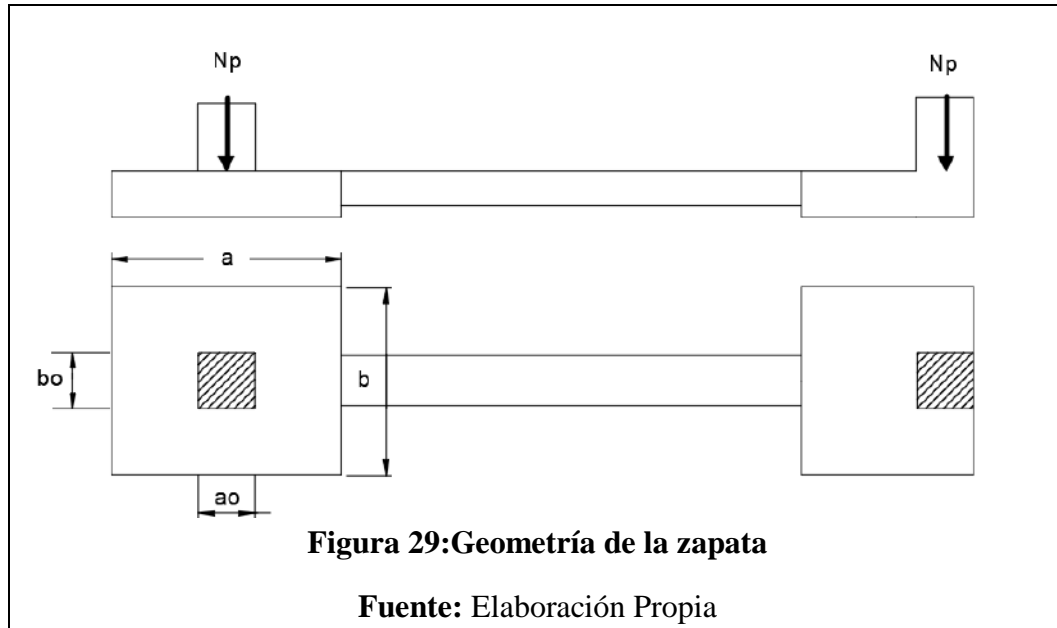 Np
Np
a
bo
b
ao
Figura 29:Geometría de la zapata
Fuente: Elaboración Propia